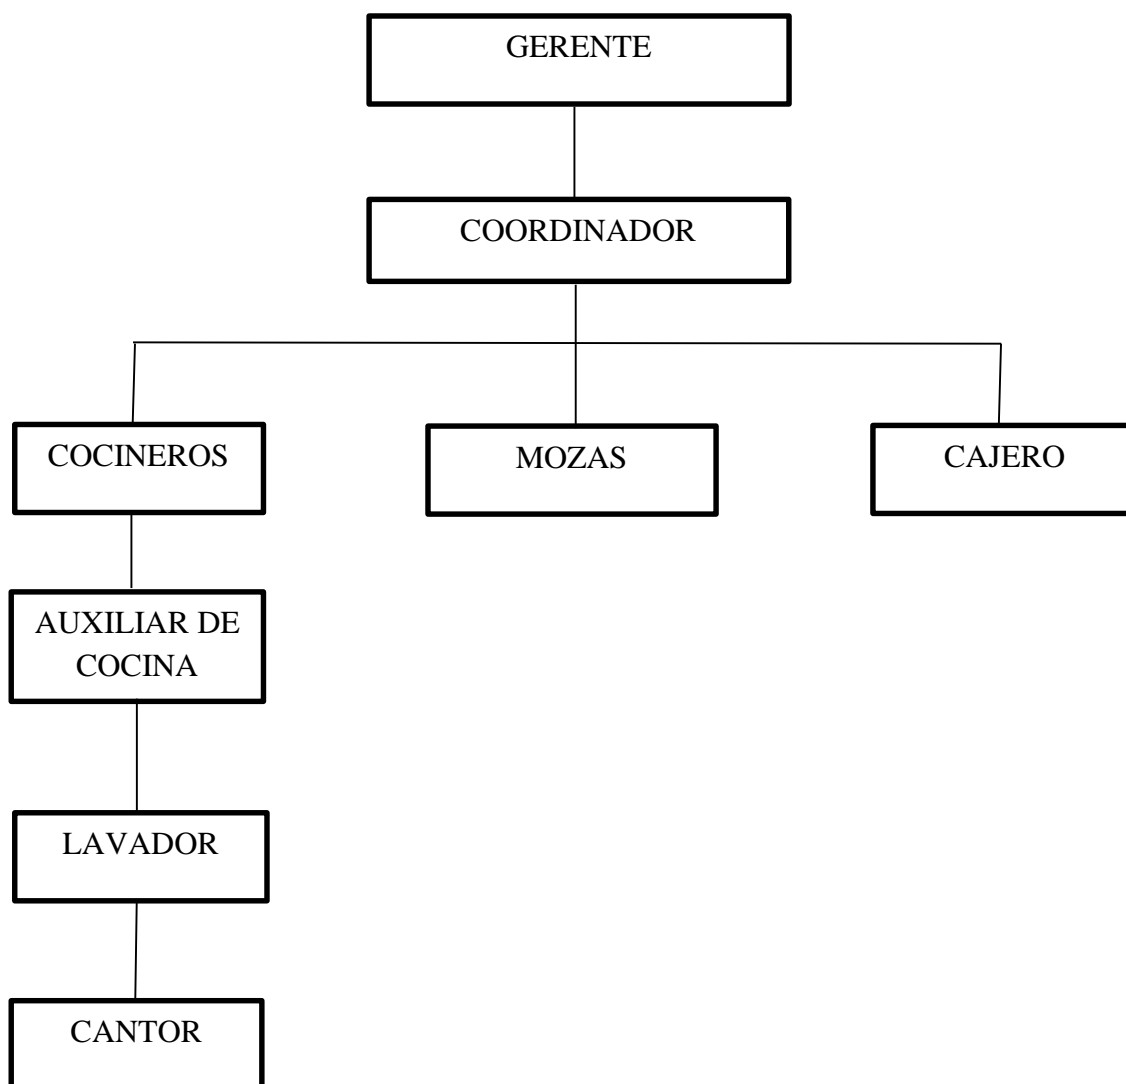 GERENTE
COORDINADOR
COCINEROS
MOZAS
CAJERO
AUXILIAR DE
COCINA
LAVADOR
CANTOR